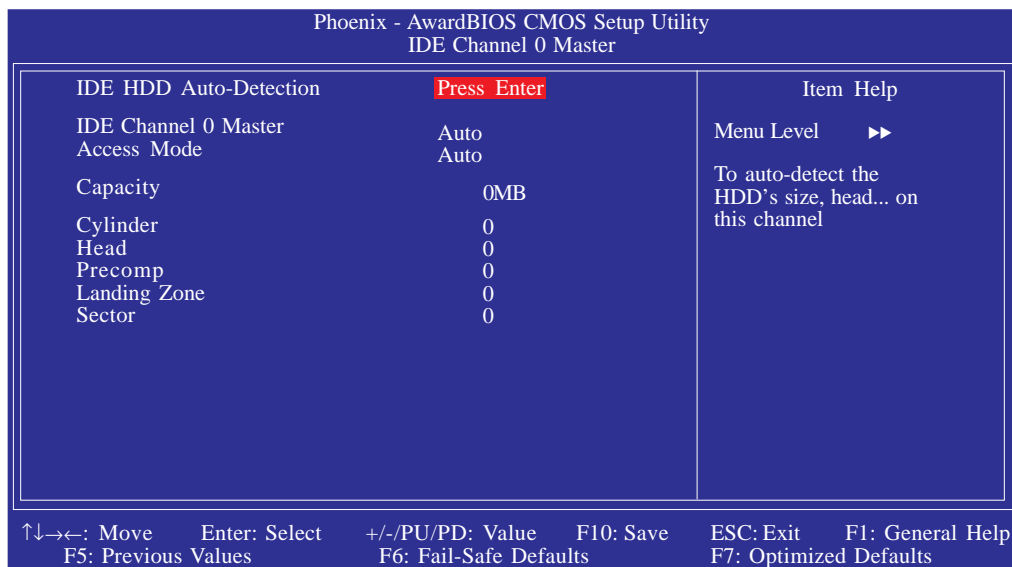 Phoenix - AwardBIOS CMOS Setup Utility
IDE Channel 0 Master
IDE HDD Auto-Detection Press Enter
IDE Channel 0 Master Auto
Access Mode Auto
Capacity 0MB
Cylinder 0
Head 0
Precomp 0
Landing Zone 0
Sector 0
Item Help
Menu Level ▶▶
To auto-detect the
HDD’s size, head... on
this channel
↑↓→←: Move Enter: Select +/-/PU/PD: Value F10: Save ESC: Exit F1: General Help
F5: Previous Values F6: Fail-Safe Defaults F7: Optimized Defaults